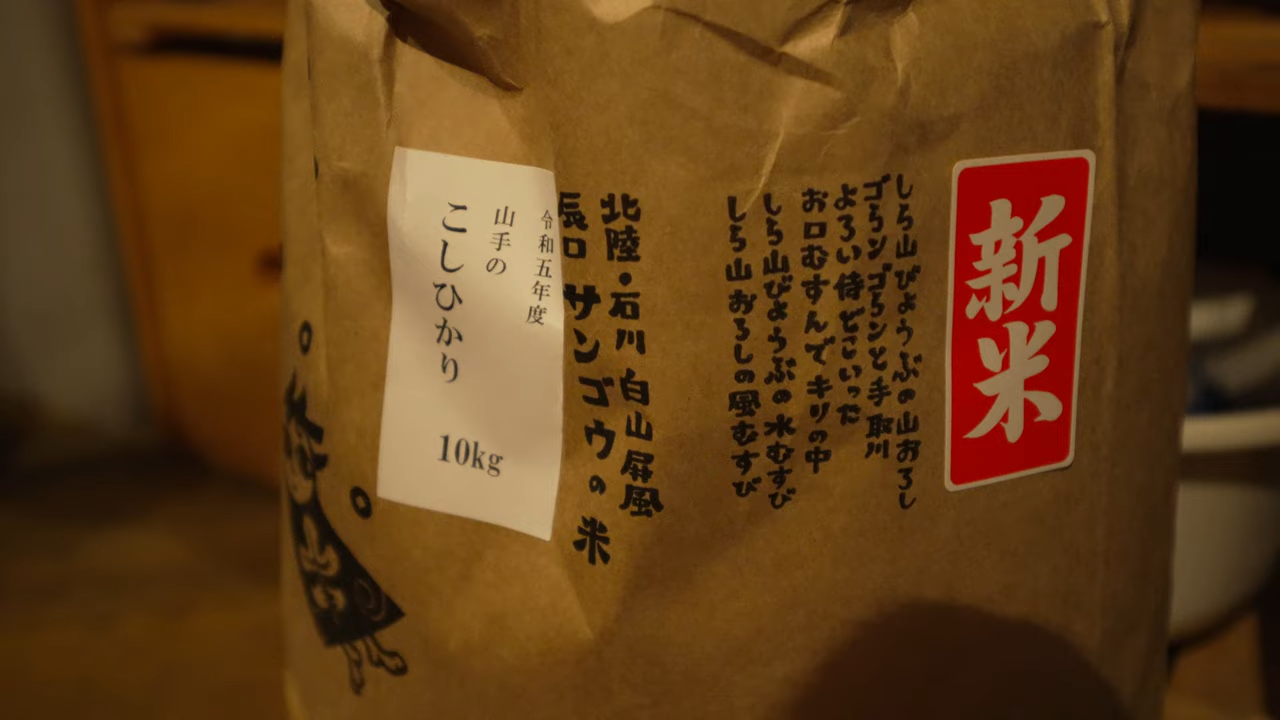 新米
しら山びようぶの山おろし
ゴランゴランと手取川
よろい侍どこいった
お口むすんでキリの中
しら山びようぶの水むすび
しら山おろしの風むすび
北陸・石川 白山屏風
辰口 サンゴウの米
令和五年度
山手の
こしひかり
10kg
山